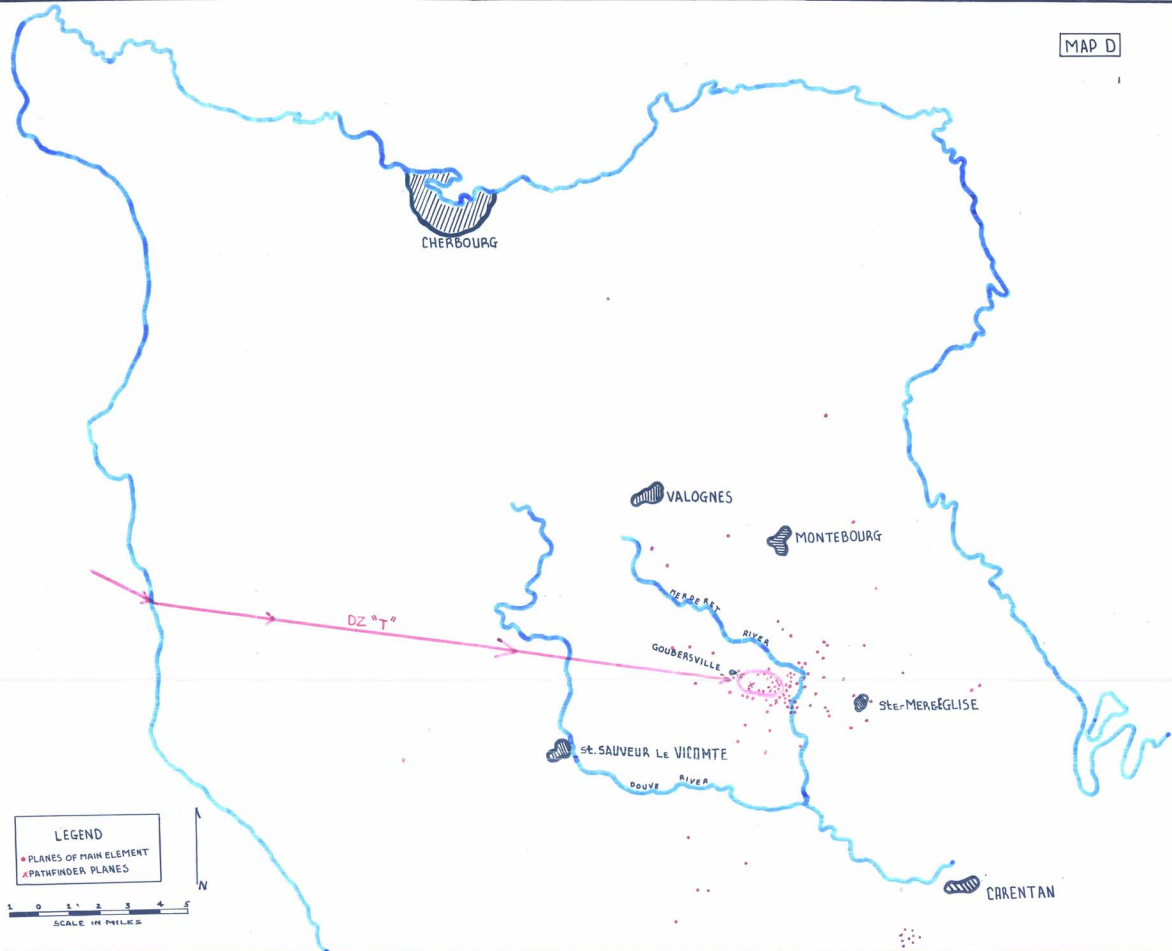 MAP D
CHERBOURG
VALOGNES
MONTEBOURG
MERDERET RIVER
DZ "T"
GOUBERSVILLE
Ste-MEREEGLISE
St. SAUVEUR LE VICOMTE
DOUVE RIVER
CARENTAN
LEGEND
PLANES OF MAIN ELEMENT
x PATHFINDER PLANES
N
1 0 1 2 3 4 5
SCALE IN MILES